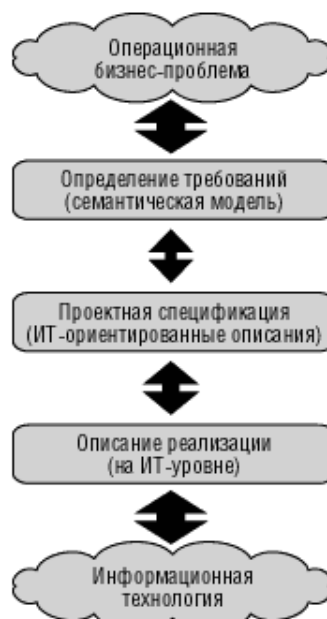 Операционная
бизнес-проблема
Определение требований
(семантическая модель)
Проектная спецификация
(ИТ-ориентированные описания)
Описание реализации
(на ИТ-уровне)
Информационная
технология